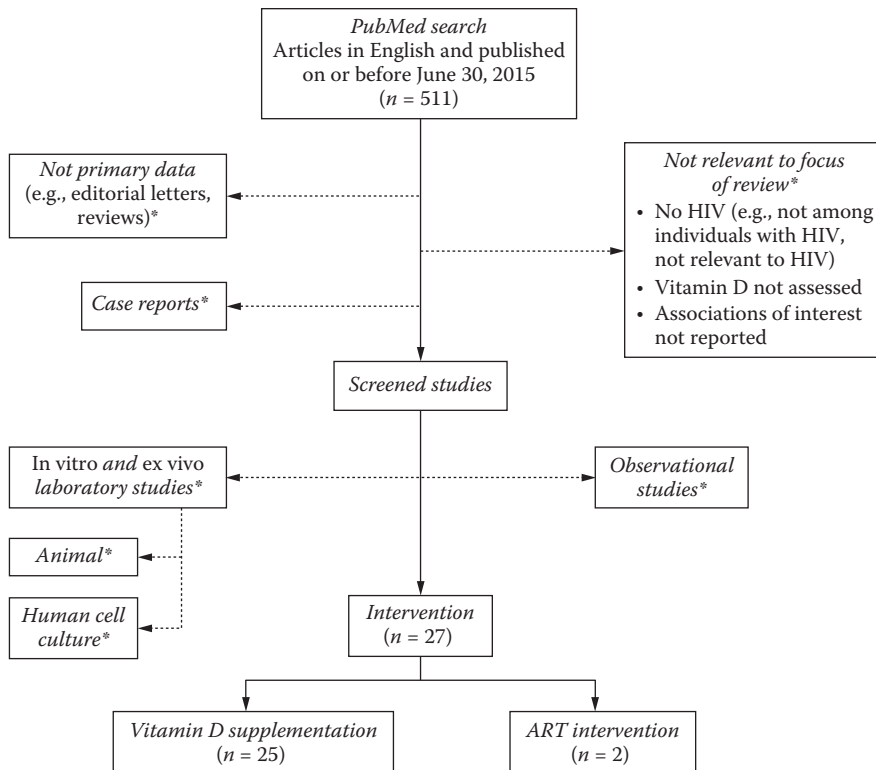 PubMed search
Articles in English and published
on or before June 30, 2015
(n = 511)
Not primary data
(e.g., editorial letters,
reviews)*
Not relevant to focus
of review*
• No HIV (e.g., not among
individuals with HIV,
not relevant to HIV)
• Vitamin D not assessed
• Associations of interest
not reported
Case reports*
Screened studies
In vitro and ex vivo
laboratory studies*
Observational
studies*
Animal*
Human cell
culture*
Intervention
(n = 27)
Vitamin D supplementation
(n = 25)
ART intervention
(n = 2)